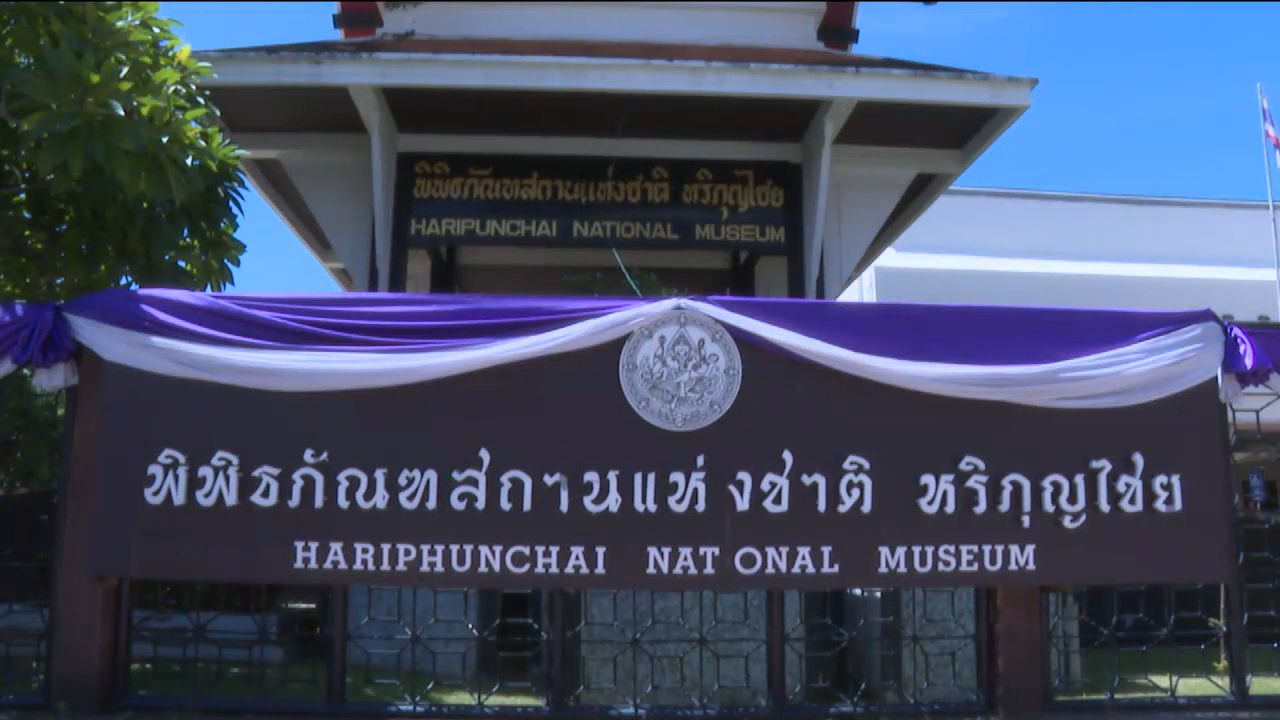 พิพิธภัณฑสถานแห่งชาติ หริภุญไชย
HARIPUNCHAI NATIONAL MUSEUM
พิพิธภัณฑสถานแห่งชาติ หริภุญไชย
HARIPHUNCHAI NAT ONAL MUSEUM